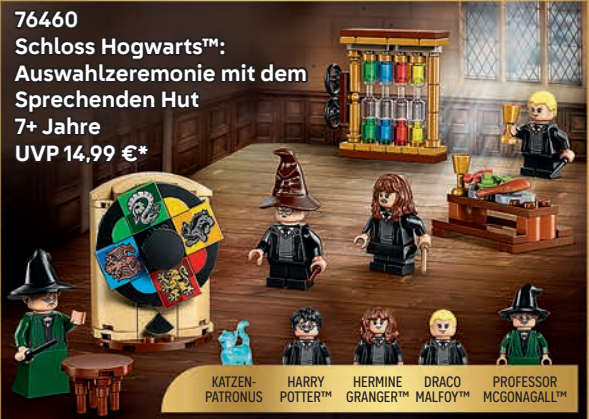 76460
Schloss Hogwarts™:
Auswahlzeremonie mit dem
Sprechenden Hut
7+ Jahre
UVP 14,99 €*
KATZEN-
PATRONUS
HARRY
POTTER™
HERMINE
GRANGER™
DRACO
MALFOY™
PROFESSOR
MCGONAGALL™